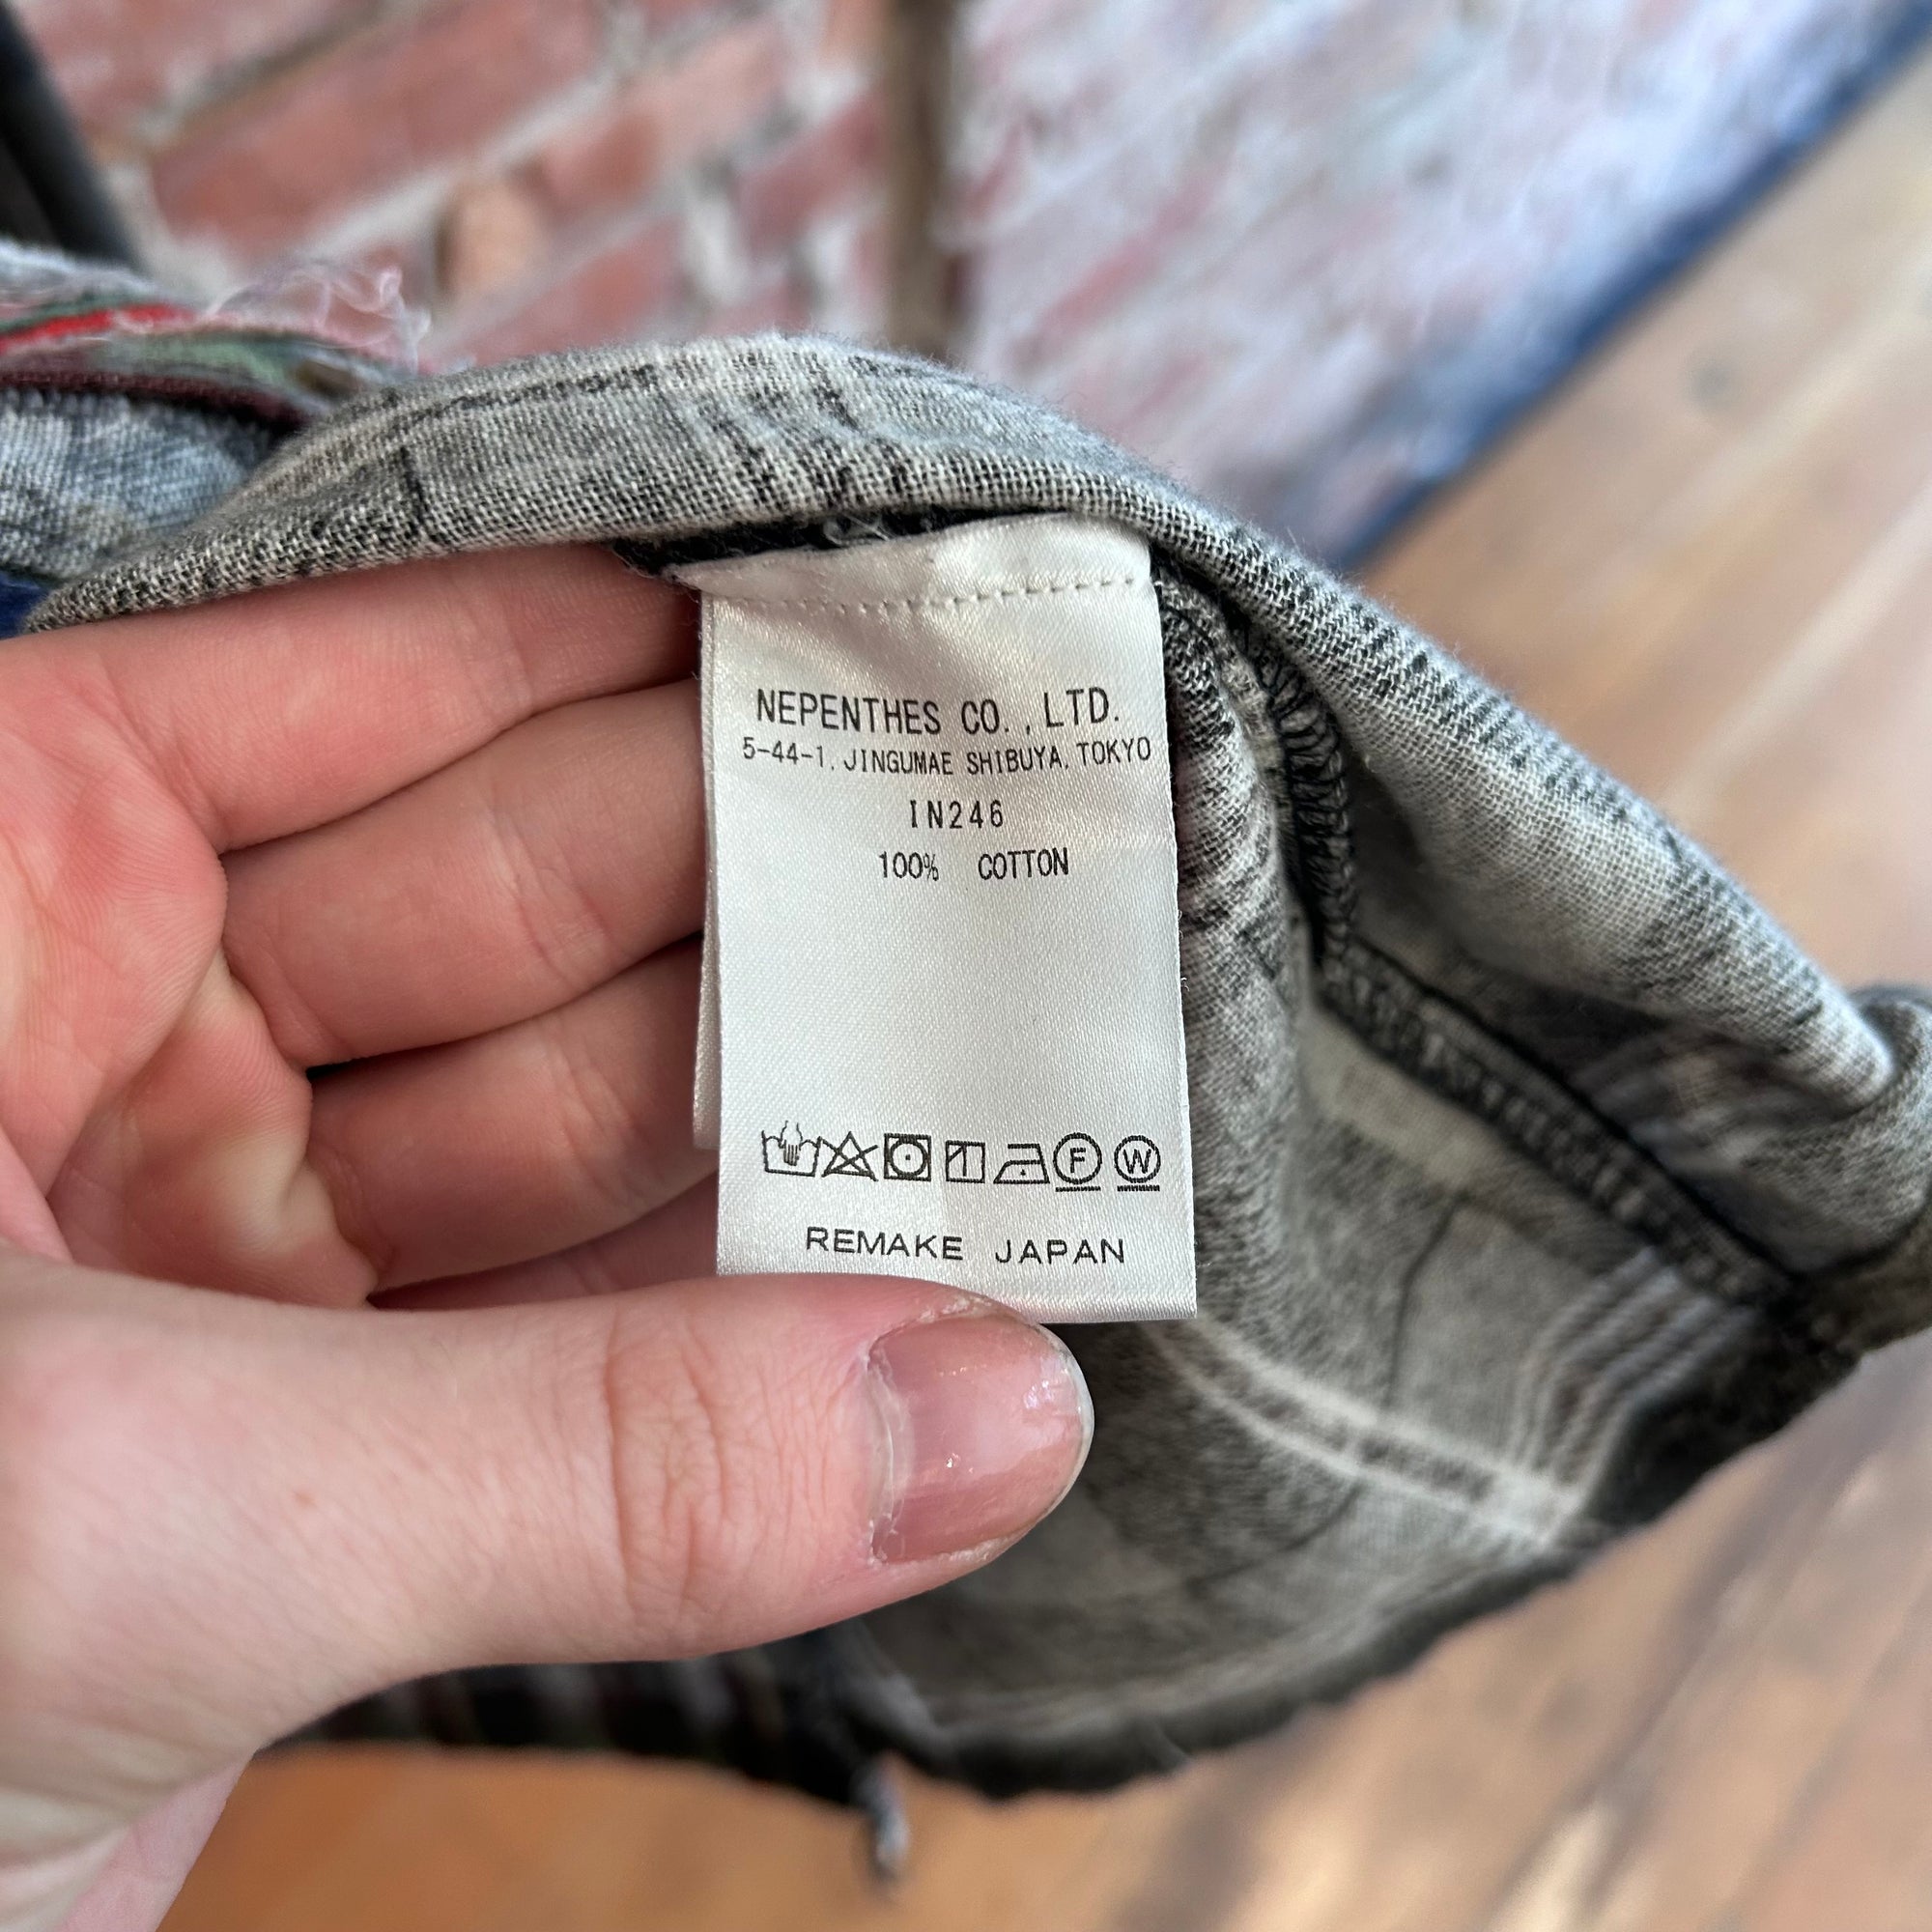 NEPENTHES CO.,LTD.
5-44-1, JINGUMAE SHIBUYA, TOKYO
IN246
100% COTTON
F W
REMAKE JAPAN